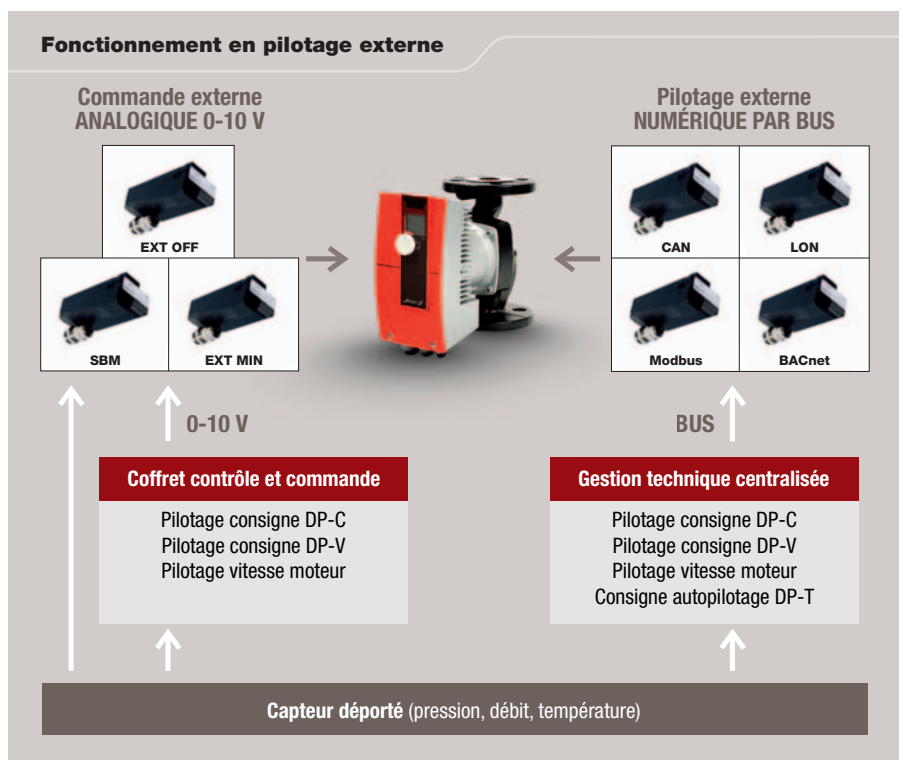 Fonctionnement en pilotage externe
Commande externe
ANALOGIQUE 0-10 V
EXT OFF
SBM
EXT MIN
0-10 V
Coffret contrôle et commande
Pilotage consigne DP-C
Pilotage consigne DP-V
Pilotage vitesse moteur
Pilotage externe
NUMÉRIQUE PAR BUS
CAN
LON
Modbus
BACnet
BUS
Gestion technique centralisée
Pilotage consigne DP-C
Pilotage consigne DP-V
Pilotage vitesse moteur
Consigne autopilotage DP-T
Capteur déporté (pression, débit, température)